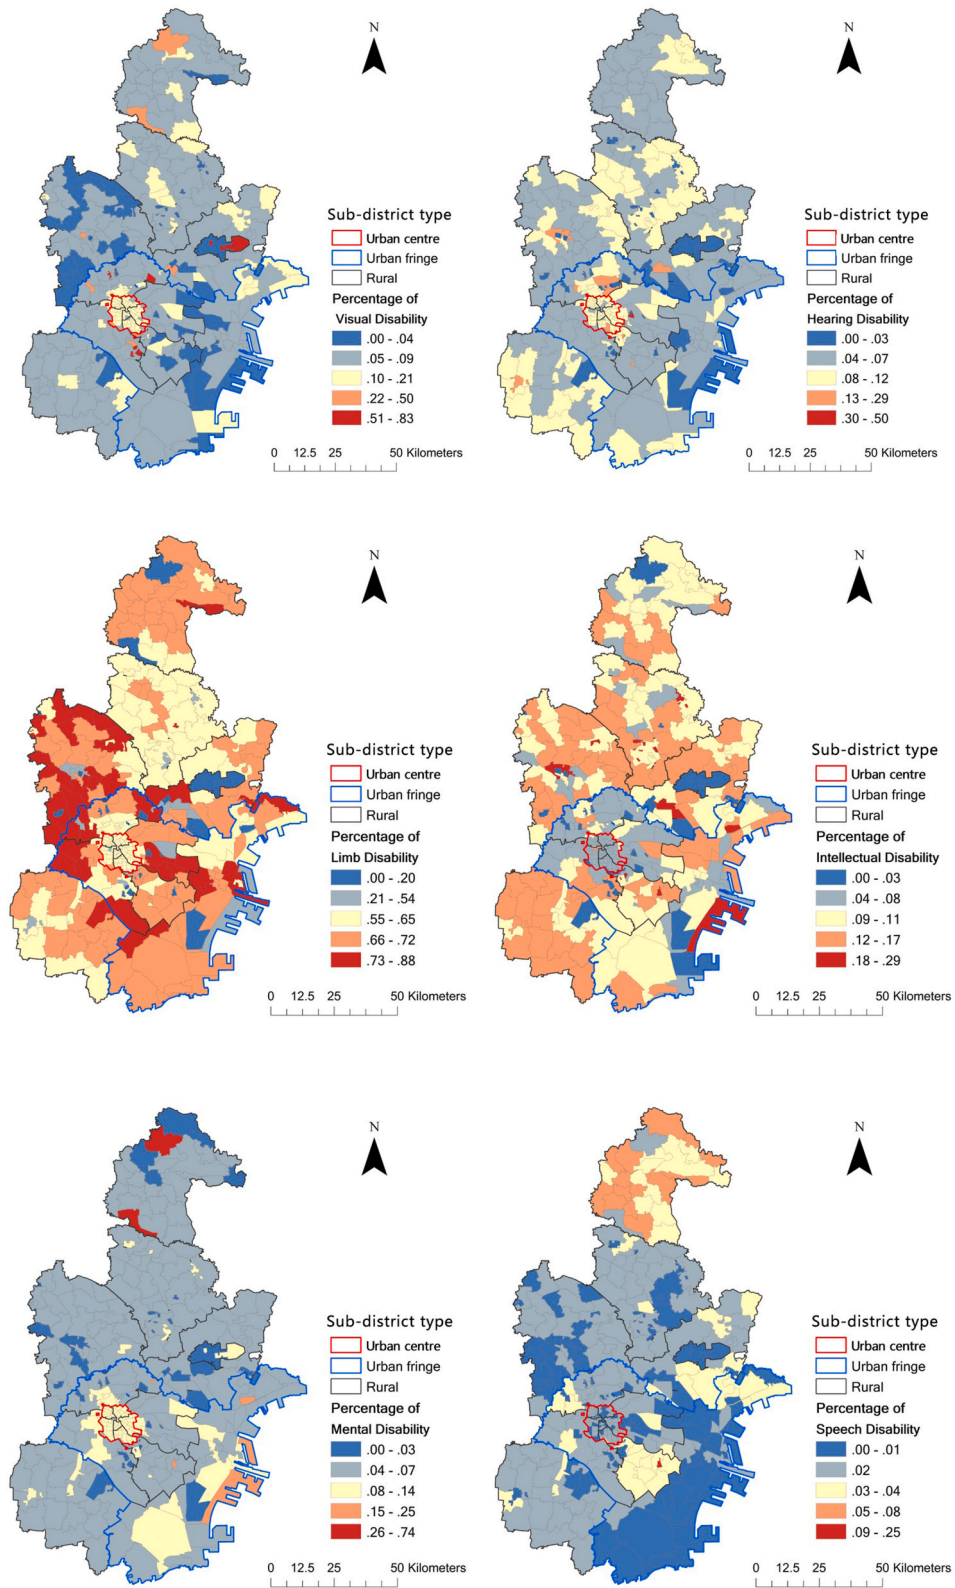 N
Sub-district type
Urban centre
Urban fringe
Rural
Percentage of
Visual Disability
.00 - .04
.05 - .09
.10 - .21
.22 - .50
.51 - .83
0 12.5 25 50 Kilometers
N
Sub-district type
Urban centre
Urban fringe
Rural
Percentage of
Hearing Disability
.00 - .03
.04 - .07
.08 - .12
.13 - .29
.30 - .50
0 12.5 25 50 Kilometers
N
Sub-district type
Urban centre
Urban fringe
Rural
Percentage of
Limb Disability
.00 - .20
.21 - .54
.55 - .65
.66 - .72
.73 - .88
0 12.5 25 50 Kilometers
N
Sub-district type
Urban centre
Urban fringe
Rural
Percentage of
Intellectual Disability
.00 - .03
.04 - .08
.09 - .11
.12 - .17
.18 - .29
0 12.5 25 50 Kilometers
N
Sub-district type
Urban centre
Urban fringe
Rural
Percentage of
Mental Disability
.00 - .03
.04 - .07
.08 - .14
.15 - .25
.26 - .74
0 12.5 25 50 Kilometers
N
Sub-district type
Urban centre
Urban fringe
Rural
Percentage of
Speech Disability
.00 - .01
.02
.03 - .04
.05 - .08
.09 - .25
0 12.5 25 50 Kilometers